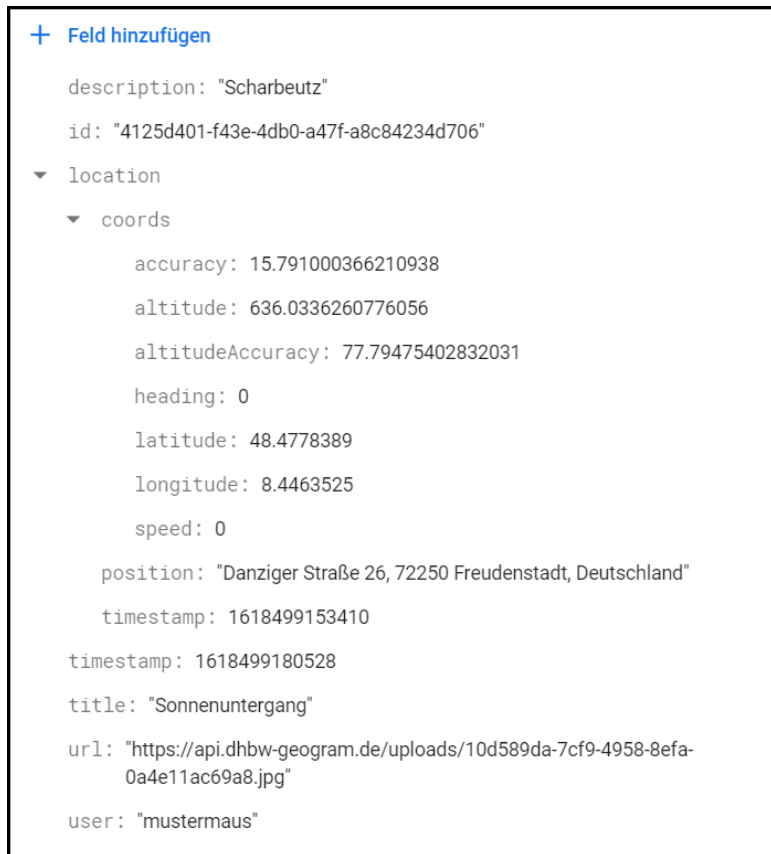 + Feld hinzufügen
description: "Scharbeutz"
id: "4125d401-f43e-4db0-a47f-a8c84234d706"
location
coords
accuracy: 15.791000366210938
altitude: 636.0336260776056
altitudeAccuracy: 77.79475402832031
heading: 0
latitude: 48.4778389
longitude: 8.4463525
speed: 0
position: "Danziger Straße 26, 72250 Freudenstadt, Deutschland"
timestamp: 1618499153410
timestamp: 1618499180528
title: "Sonnenuntergang"
url: "https://api.dhbw-geogram.de/uploads/10d589da-7cf9-4958-8efa-
0a4e11ac69a8.jpg"
user: "mustermaus"